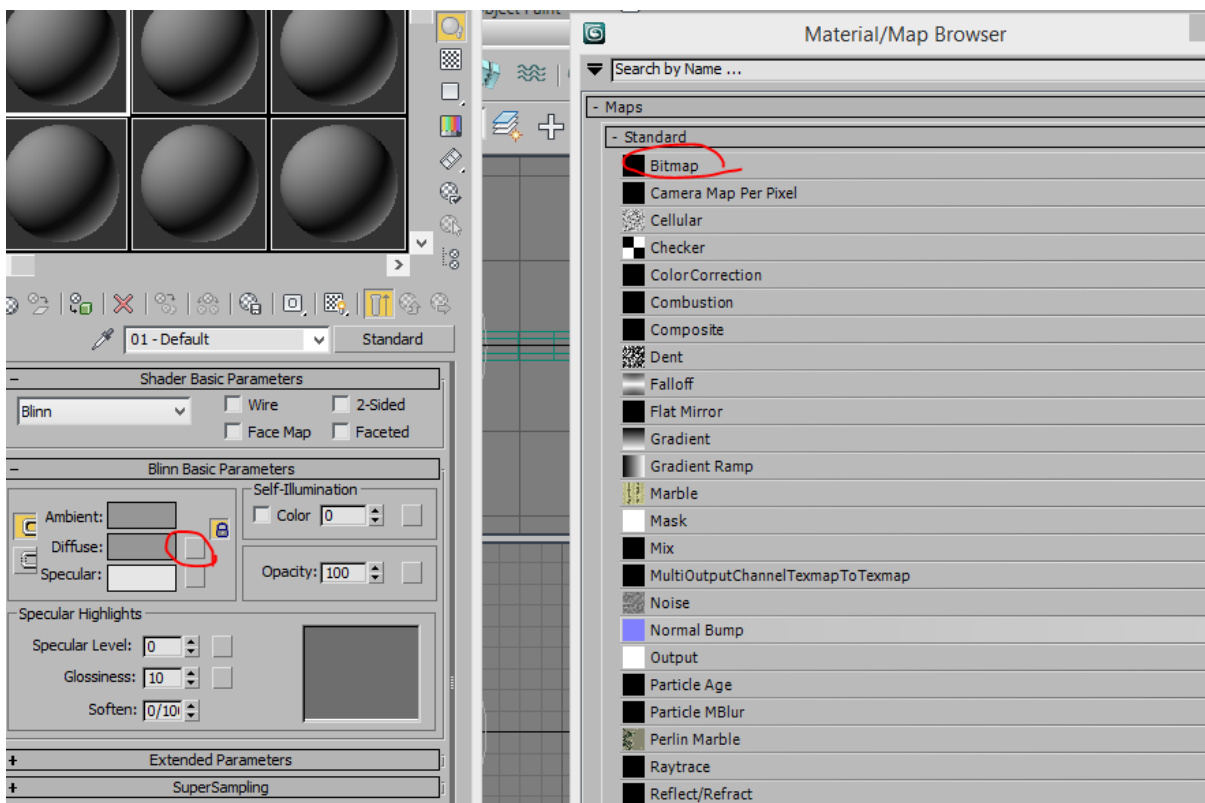 01 - Default
Standard
Shader Basic Parameters
Blinn
Wire
2-Sided
Face Map
Faceted
Blinn Basic Parameters
Ambient:
Diffuse:
Specular:
Self-Illumination
Color 0
Opacity: 100
Specular Highlights
Specular Level: 0
Glossiness: 10
Soften: 0/10
Extended Parameters
SuperSampling
Material/Map Browser
Search by Name ...
- Maps
- Standard
Bitmap
Camera Map Per Pixel
Cellular
Checker
ColorCorrection
Combustion
Composite
Dent
Falloff
Flat Mirror
Gradient
Gradient Ramp
Marble
Mask
Mix
MultiOutputChannelTexmapToTexmap
Noise
Normal Bump
Output
Particle Age
Particle MBlur
Perlin Marble
Raytrace
Reflect/Refract